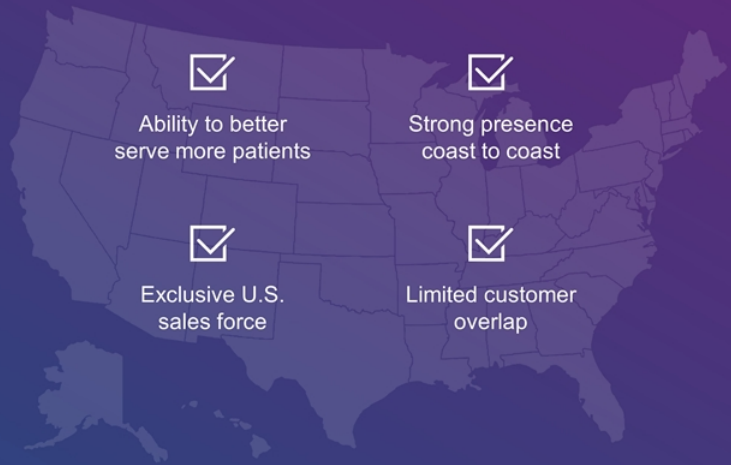 Ability to better
serve more patients
Strong presence
coast to coast
Exclusive U.S.
sales force
Limited customer
overlap